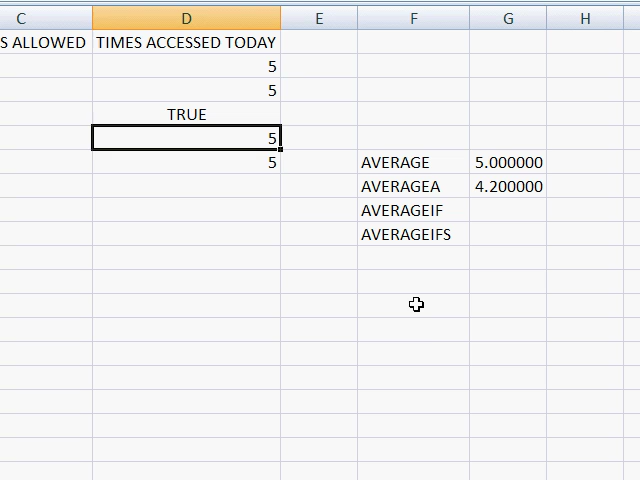 C D E F G H
S ALLOWED TIMES ACCESSED TODAY
5
5
TRUE
5
5 AVERAGE 5.000000
AVERAGEA 4.200000
AVERAGEIF
AVERAGEIFS